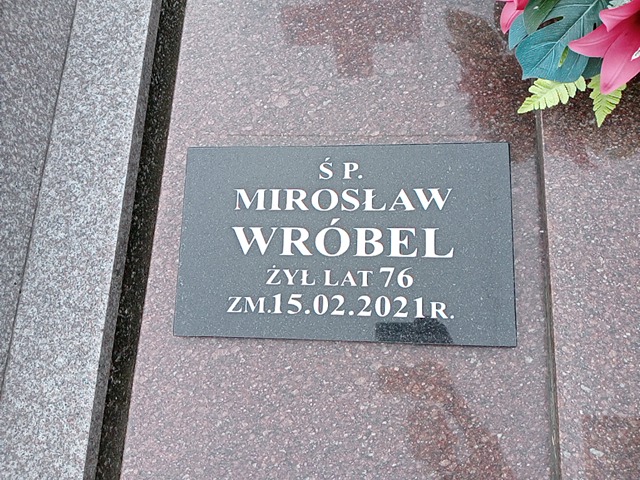 Ś P.
MIROSŁAW
WRÓBEL
ŻYŁ LAT 76
ZM.15.02.2021R.